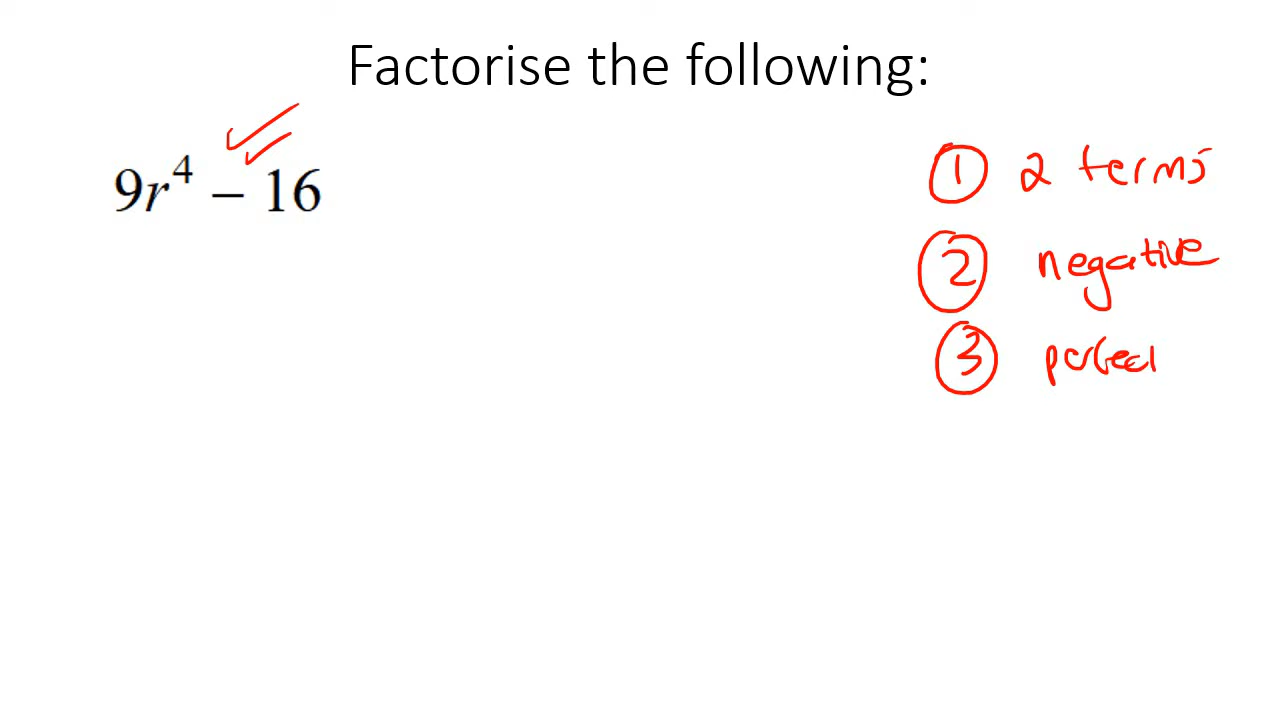 Factorise the following:
9r⁴ − 16
① 2 terms
② negative
③ perfect